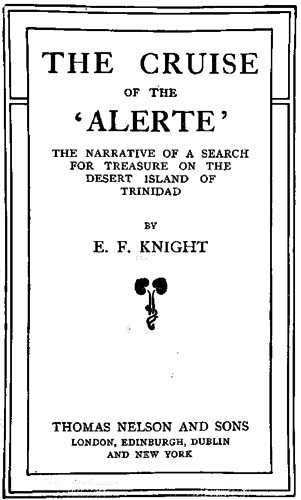 THE CRUISE
OF THE
‘ALERTE’
THE NARRATIVE OF A SEARCH
FOR TREASURE ON THE
DESERT ISLAND OF
TRINIDAD
BY
E. F. KNIGHT
THOMAS NELSON AND SONS
LONDON, EDINBURGH, DUBLIN
AND NEW YORK